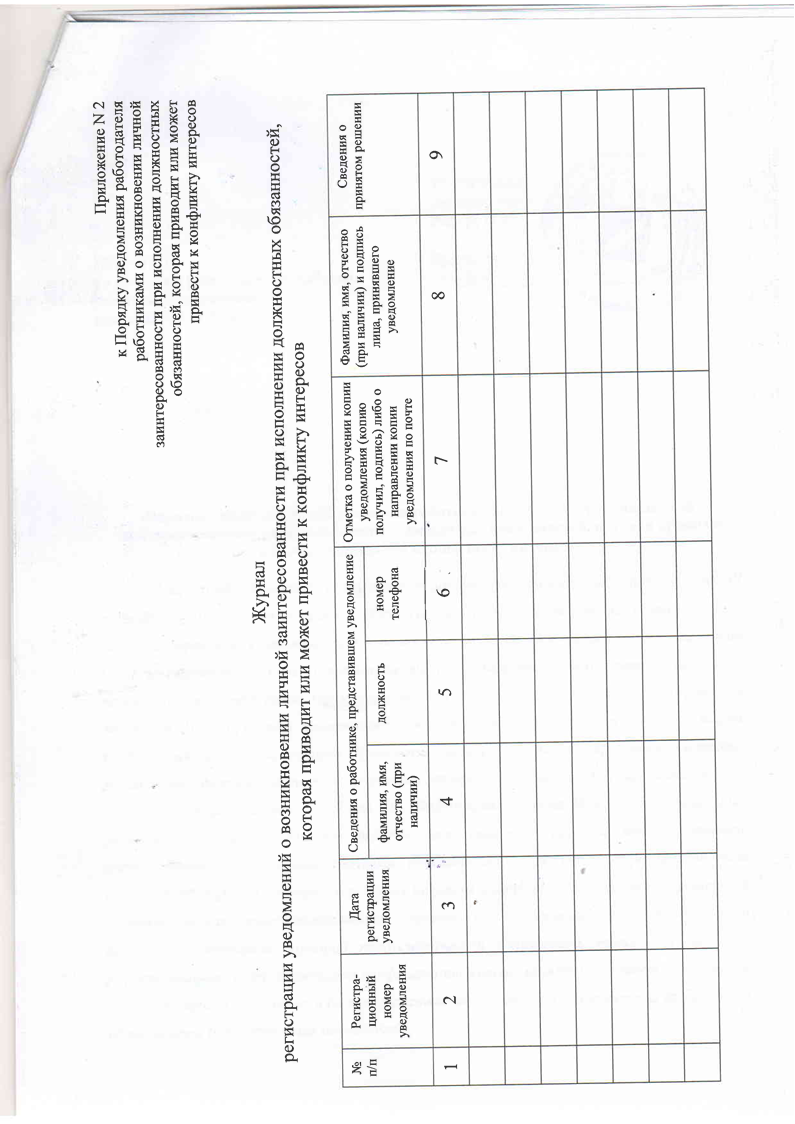 Приложение N 2
к Порядку уведомления работодателя
работниками о возникновении личной
заинтересованности при исполнении должностных
обязанностей, которая приводит или может
привести к конфликту интересов
Журнал
регистрации уведомлений о возникновении личной заинтересованности при исполнении должностных обязанностей,
которая приводит или может привести к конфликту интересов
№
п/п
Регистра-
ционный
номер
уведомления
Дата
регистрации
уведомления
Сведения о работнике, представившем уведомление
фамилия, имя,
отчество (при
наличии)
должность
номер
телефона
Отметка о получении копии
уведомления (копию
получил, подпись) либо о
направлении копии
уведомления по почте
Фамилия, имя, отчество
(при наличии) и подпись
лица, принявшего
уведомление
Сведения о
принятом решении
1 2 3 4 5 6 7 8 9